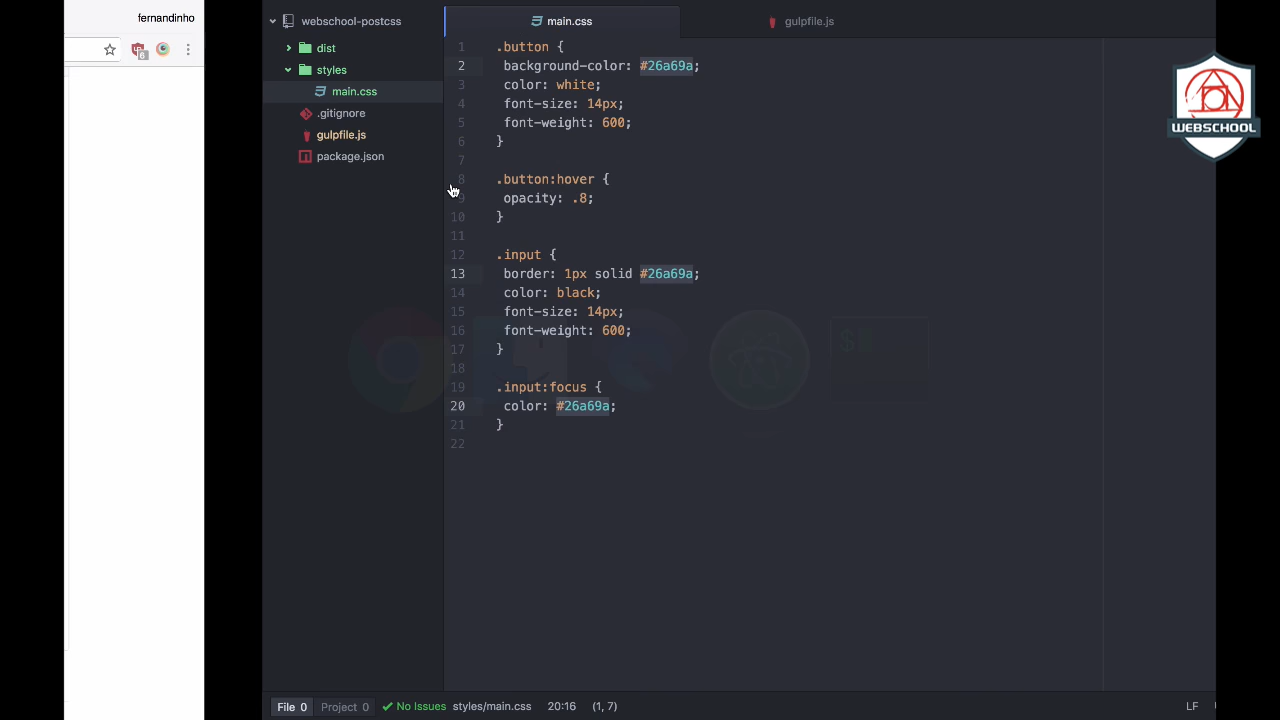 fernandinho
6
webschool-postcss
dist
styles
main.css
.gitignore
gulpfile.js
package.json
main.css
gulpfile.js
1 .button {
2 background-color: #26a69a;
3 color: white;
4 font-size: 14px;
5 font-weight: 600;
6 }
7
8 .button:hover {
9 opacity: .8;
10 }
11
12 .input {
13 border: 1px solid #26a69a;
14 color: black;
15 font-size: 14px;
16 font-weight: 600;
17 }
18
19 .input:focus {
20 color: #26a69a;
21 }
22
WEBSCHOOL
$
File 0 Project 0 No Issues styles/main.css 20:16 (1, 7) LF